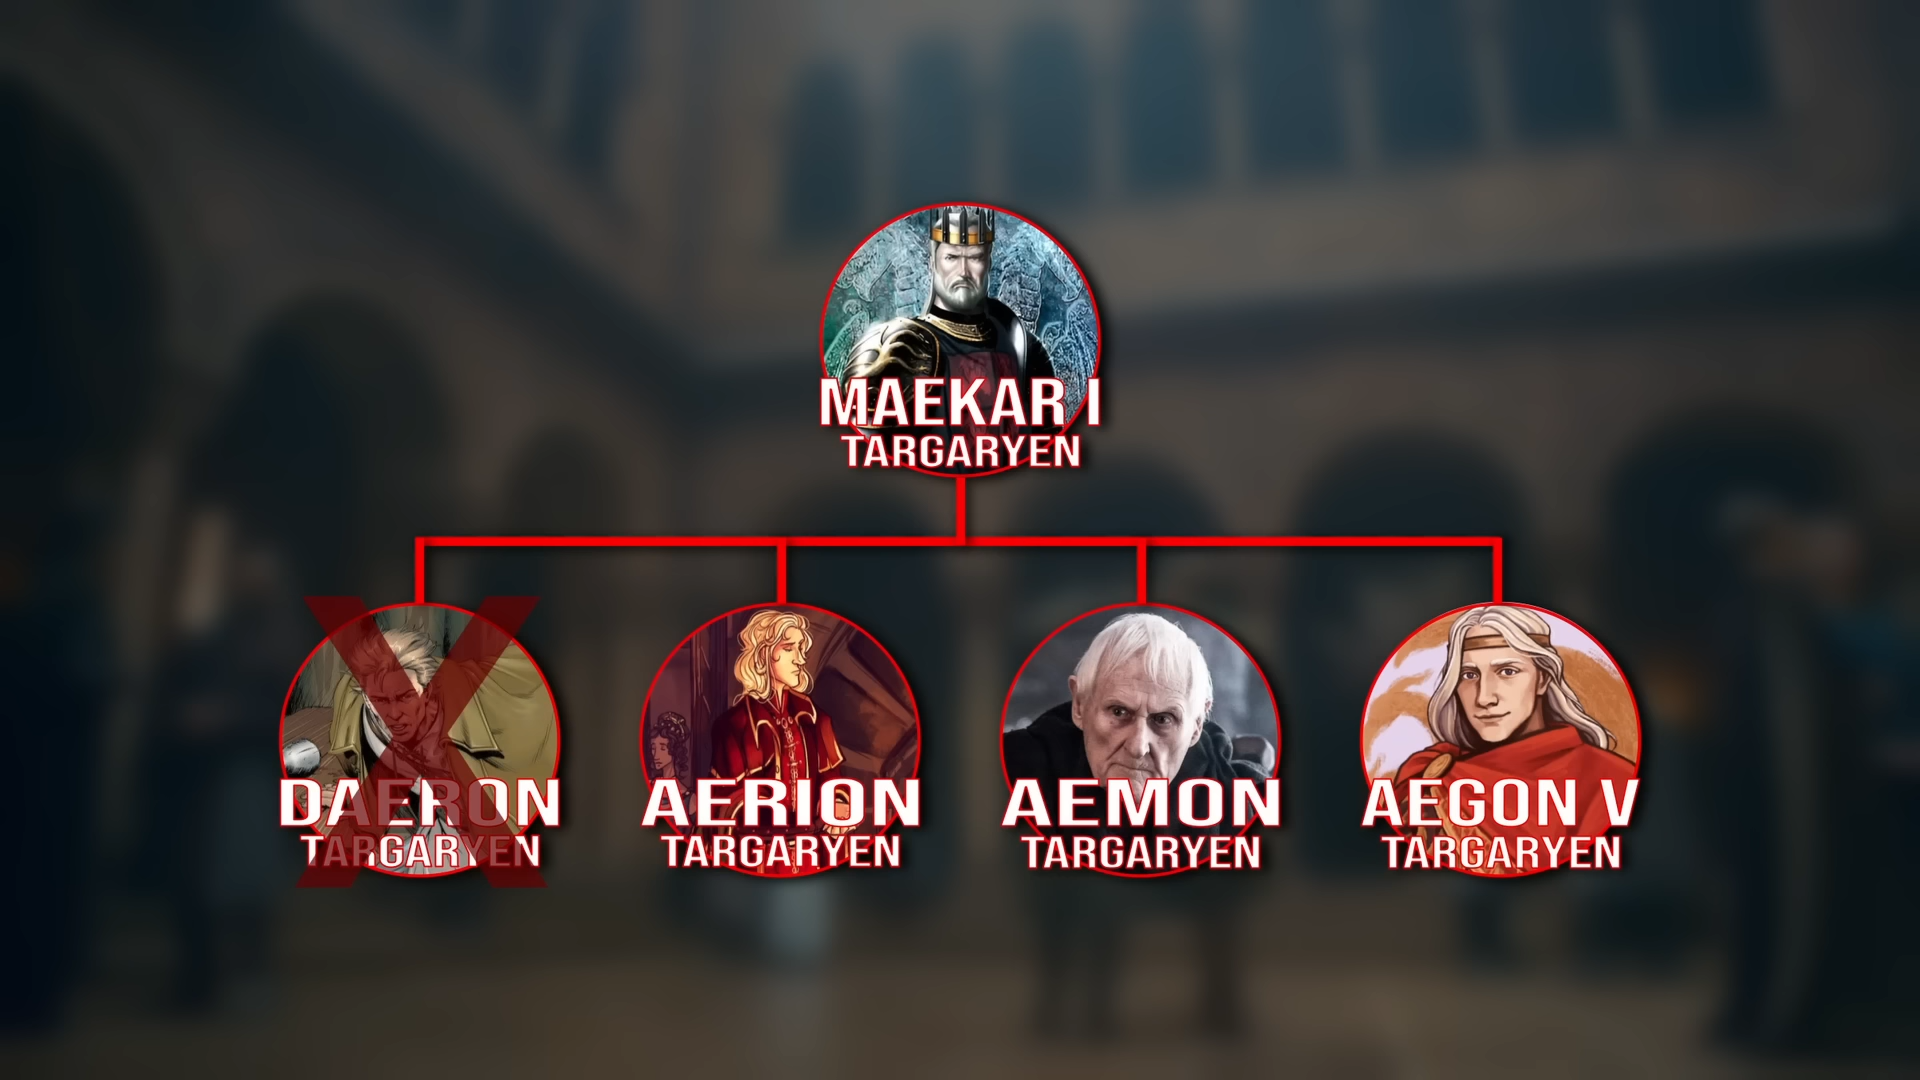 MAEKAR I
TARGARYEN
DAERON
TARGARYEN
AERION
TARGARYEN
AEMON
TARGARYEN
AEGON V
TARGARYEN